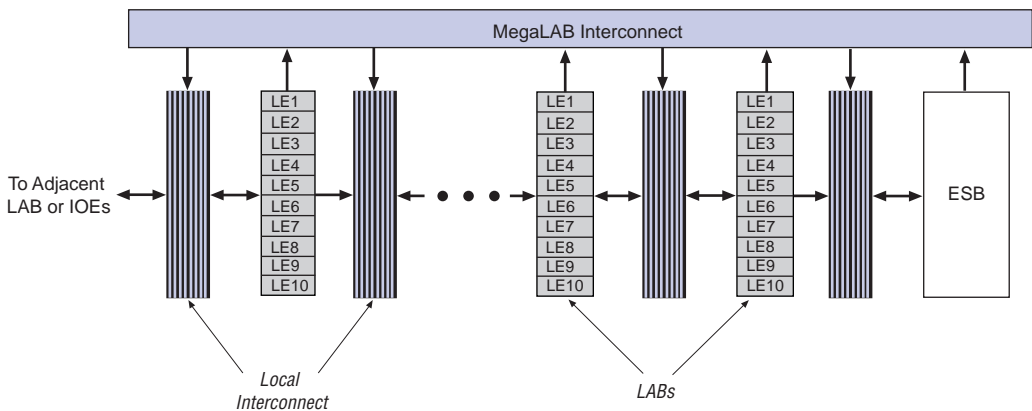 MegaLAB Interconnect
LE1
LE2
LE3
LE4
LE5
LE6
LE7
LE8
LE9
LE10
LE1
LE2
LE3
LE4
LE5
LE6
LE7
LE8
LE9
LE10
LE1
LE2
LE3
LE4
LE5
LE6
LE7
LE8
LE9
LE10
To Adjacent
LAB or IOEs
ESB
Local
Interconnect
LABs